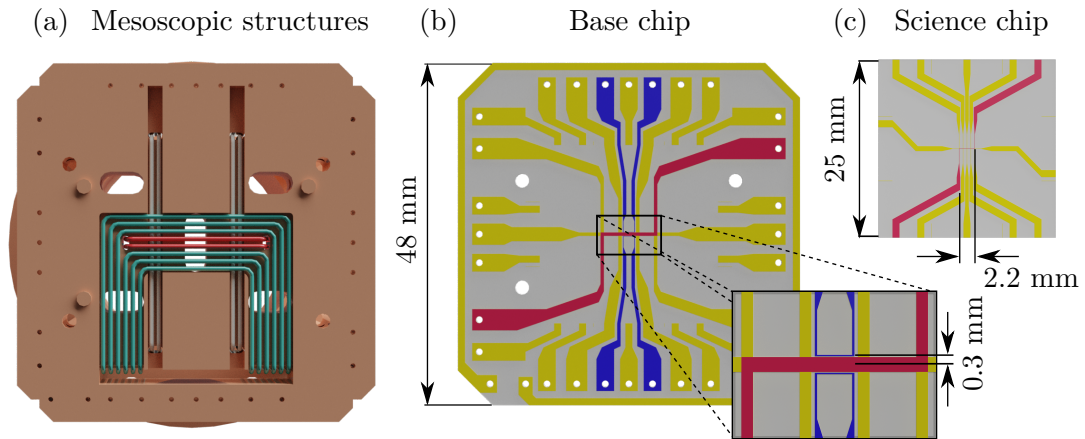 (a) Mesoscopic structures
(b) Base chip
(c) Science chip
48 mm
25 mm
2.2 mm
0.3 mm